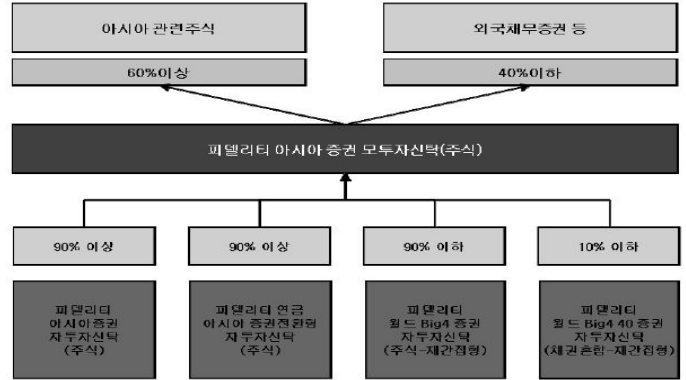 아시아 관련주식
외국채무증권 등
60%이상
40%이하
피델리티 아시아 증권 모투자신탁(주식)
90% 이상
90% 이상
90% 이하
10% 이하
피델리티
아시아증권
자투자신탁
(주식)
피델리티 연금
아시아 증권전환형
자투자신탁
(주식)
피델리티
월드 Big4 증권
자투자신탁
(주식-재간접형)
피델리티
월드 Big4 40 증권
자투자신탁
(채권혼합-재간접형)